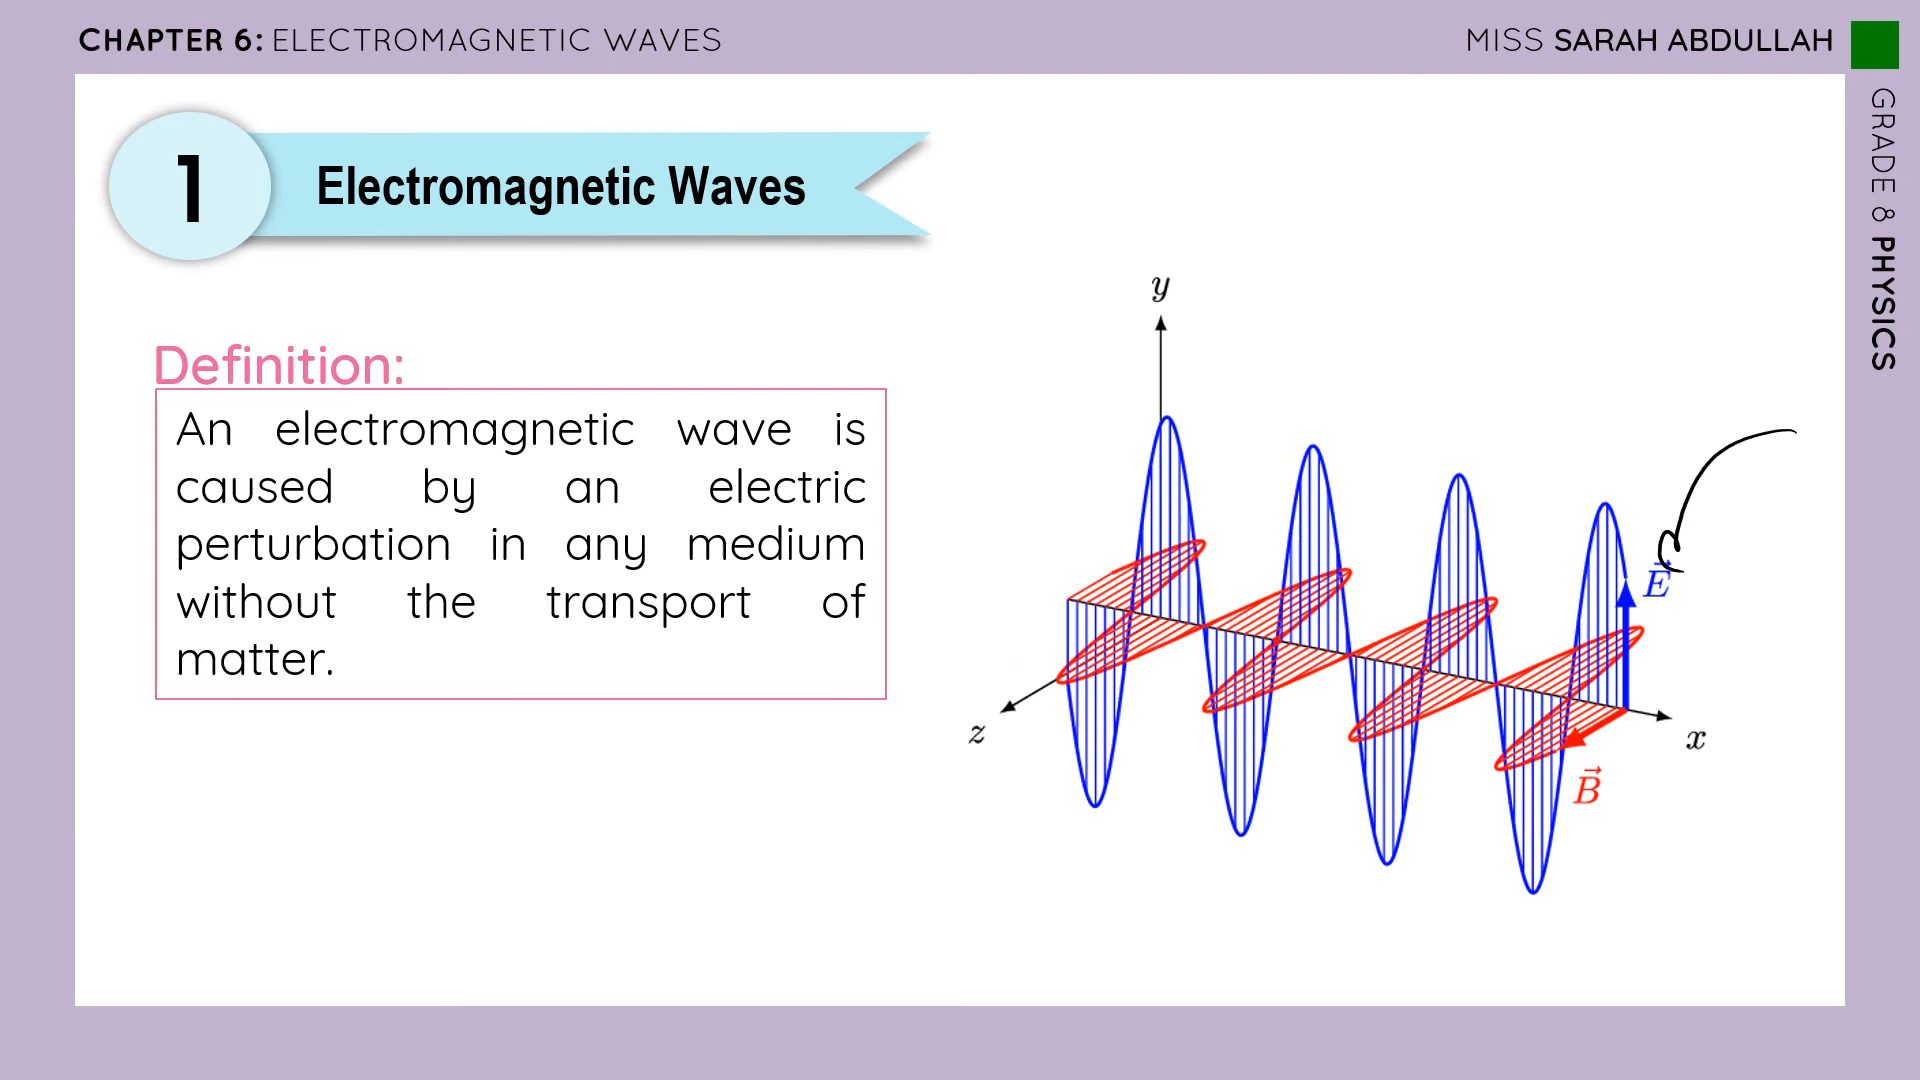 CHAPTER 6: ELECTROMAGNETIC WAVES
MISS SARAH ABDULLAH
GRADE 8 PHYSICS
1
Electromagnetic Waves
Definition:
An electromagnetic wave is
caused by an electric
perturbation in any medium
without the transport of
matter.
y
E⃗
z
x
B⃗